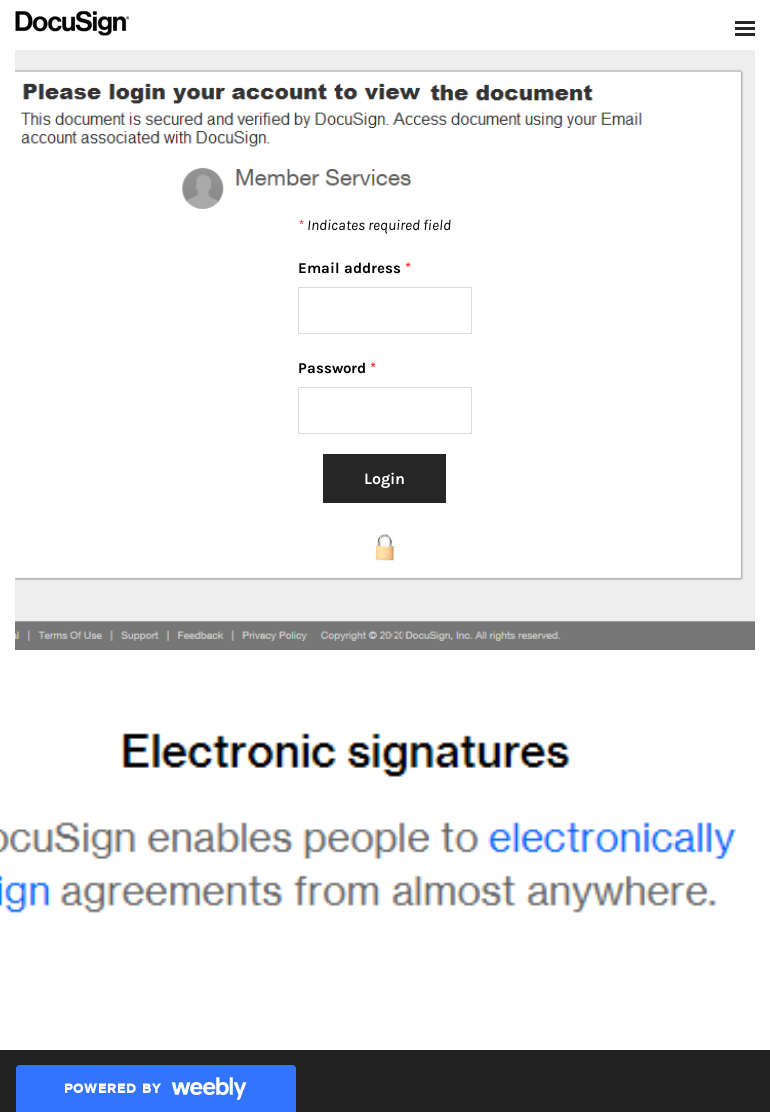 DocuSign
Please login your account to view the document
This document is secured and verified by DocuSign. Access document using your Email
account associated with DocuSign.
Member Services
* Indicates required field
Email address *
Password *
Login
| Terms Of Use | Support | Feedback | Privacy Policy Copyright © 2020 DocuSign, Inc. All rights reserved.
Electronic signatures
ocuSign enables people to electronically
ign agreements from almost anywhere.
POWERED BY weebly